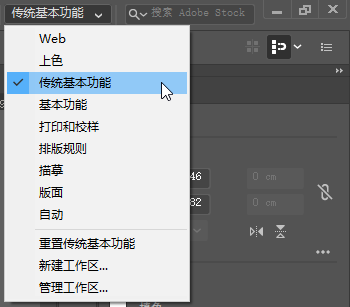 传统基本功能
搜索 Adobe Stock
Web
上色
传统基本功能
基本功能
打印和校样
排版规则
描摹
版面
自动
重置传统基本功能
新建工作区...
管理工作区...
46
0 cm
82
0 cm